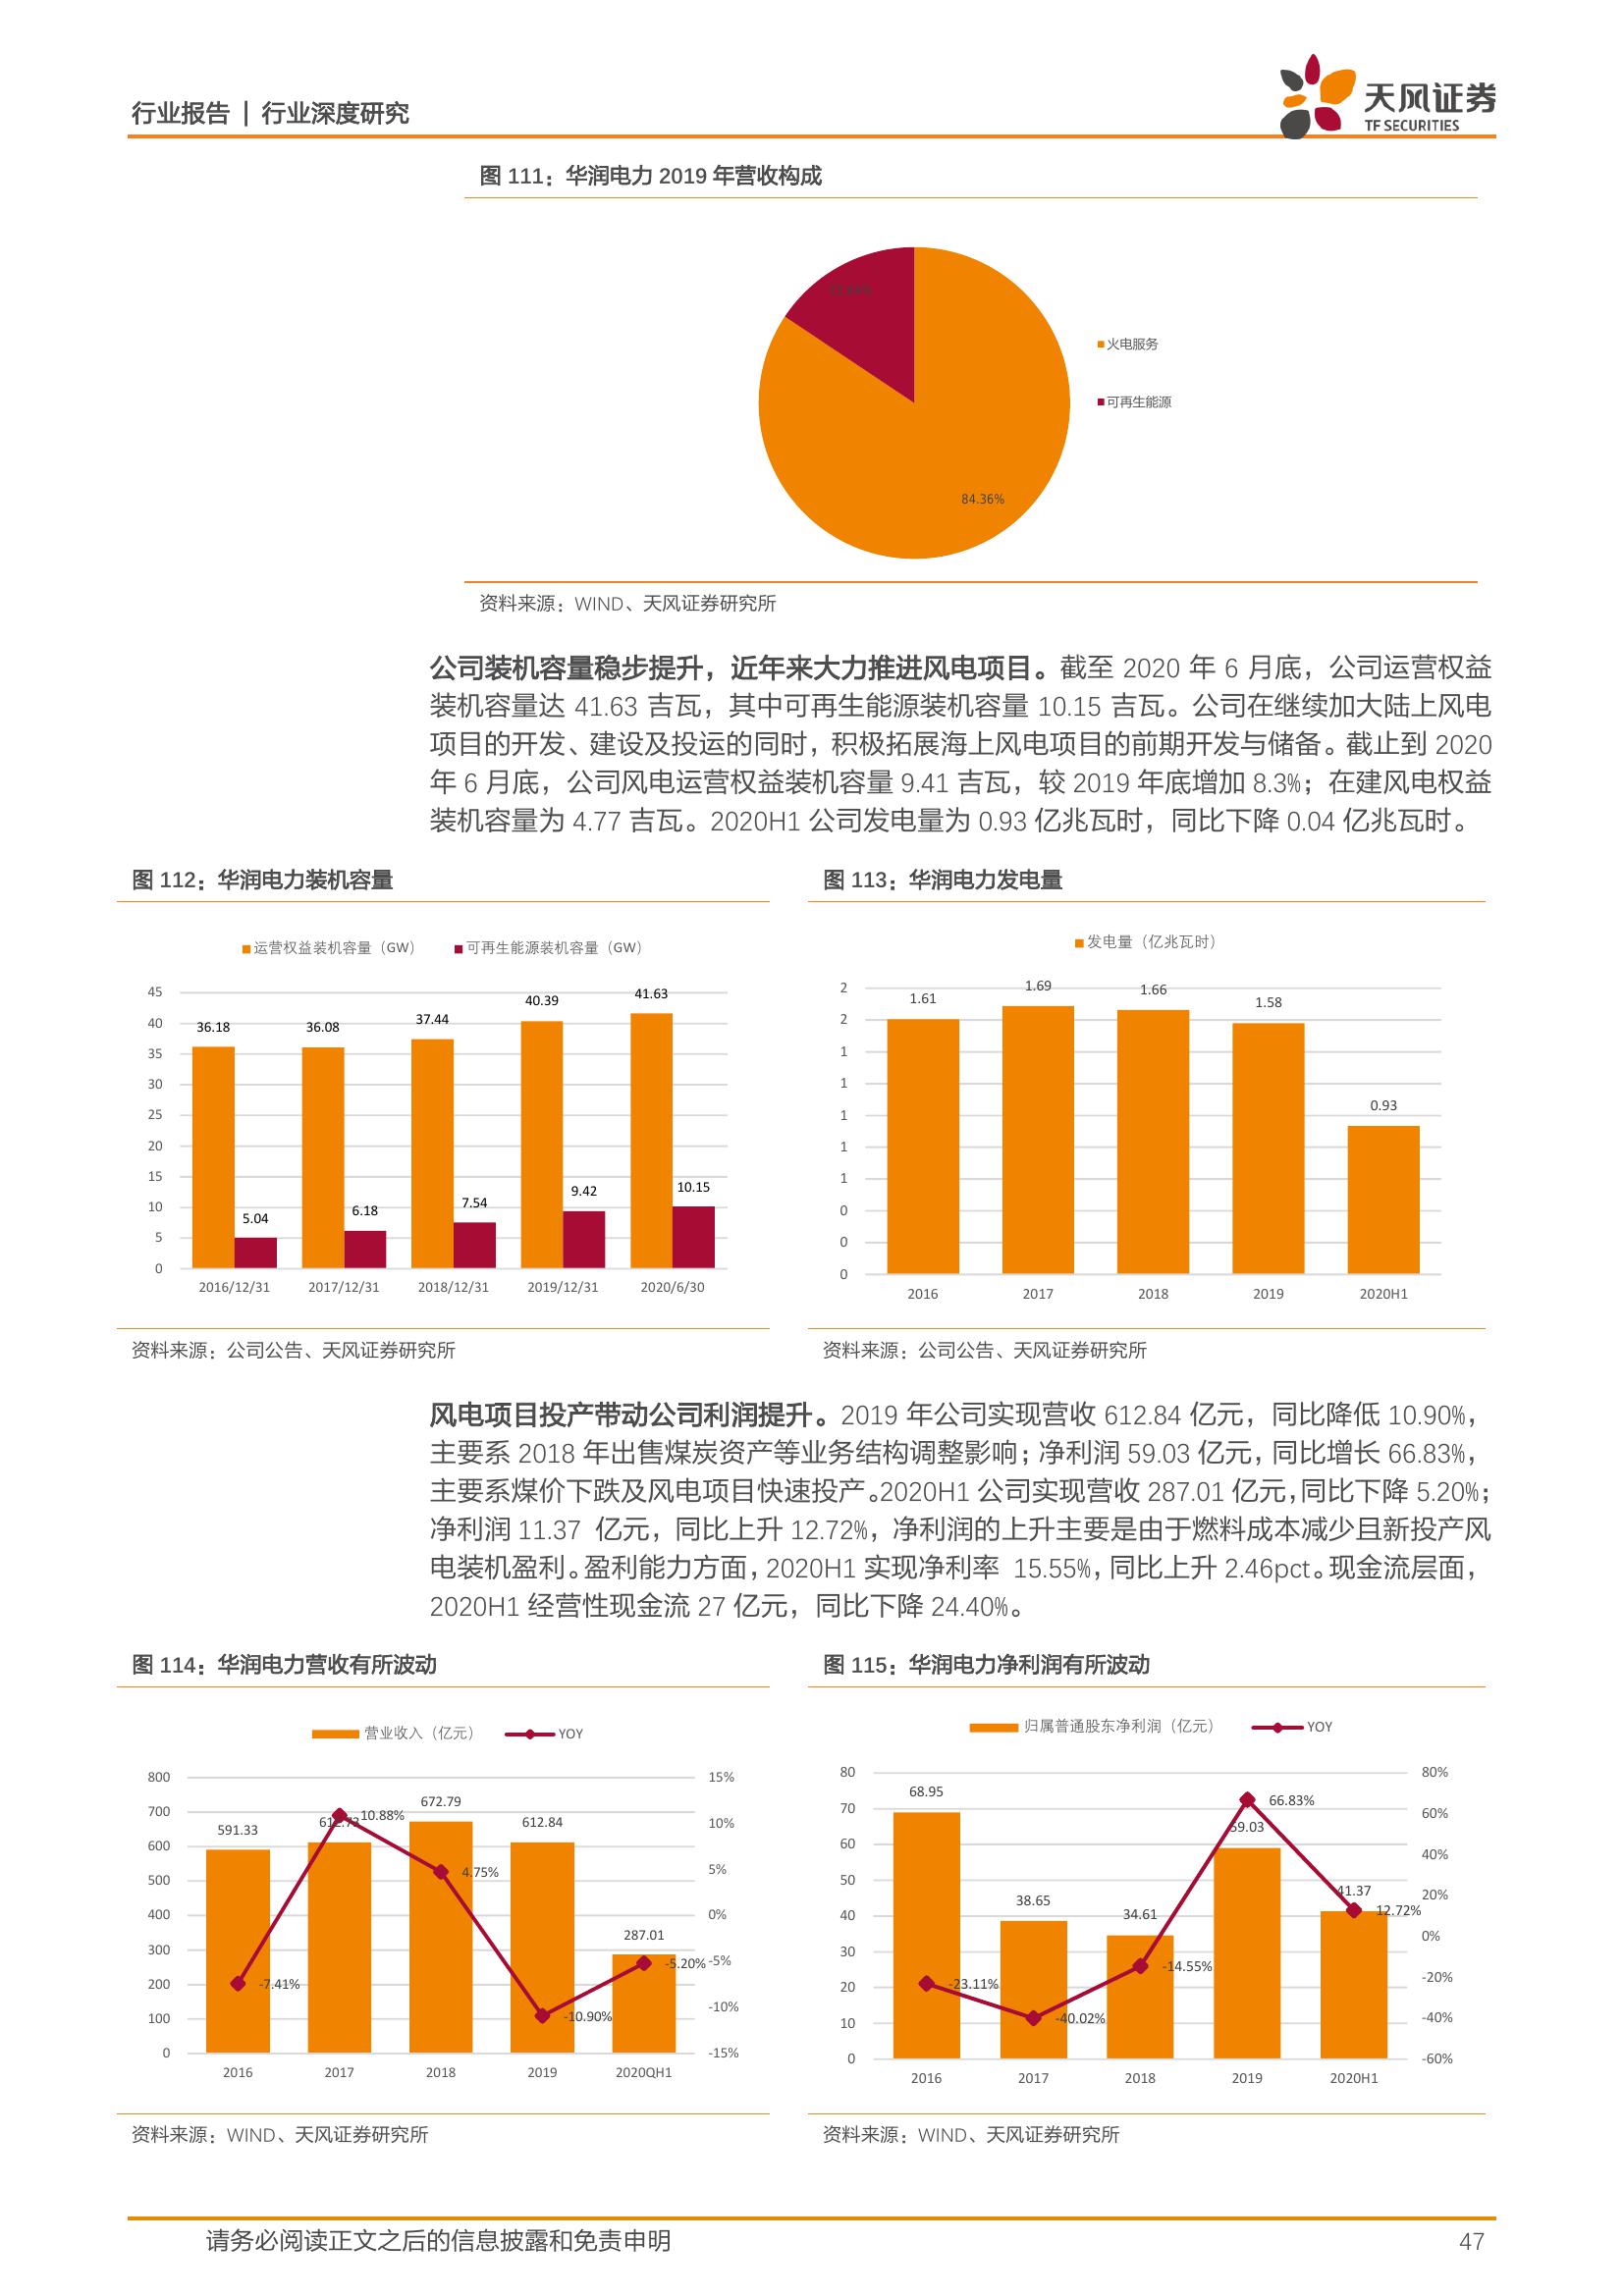 行业报告 | 行业深度研究
天风证券
TF SECURITIES
图 111：华润电力 2019 年营收构成
84.36%
火电服务
可再生能源
资料来源：WIND、天风证券研究所
公司装机容量稳步提升，近年来大力推进风电项目。截至 2020 年 6 月底，公司运营权益
装机容量达 41.63 吉瓦，其中可再生能源装机容量 10.15 吉瓦。公司在继续加大陆上风电
项目的开发、建设及投运的同时，积极拓展海上风电项目的前期开发与储备。截止到 2020
年 6 月底，公司风电运营权益装机容量 9.41 吉瓦，较 2019 年底增加 8.3%；在建风电权益
装机容量为 4.77 吉瓦。2020H1 公司发电量为 0.93 亿兆瓦时，同比下降 0.04 亿兆瓦时。
图 112：华润电力装机容量
运营权益装机容量（GW） 可再生能源装机容量（GW）
45
40
35
30
25
20
15
10
5
0
36.18 36.08 37.44 40.39 41.63
5.04 6.18 7.54 9.42 10.15
2016/12/31 2017/12/31 2018/12/31 2019/12/31 2020/6/30
资料来源：公司公告、天风证券研究所
图 113：华润电力发电量
发电量（亿兆瓦时）
2
2
1
1
1
1
1
0
0
0
1.61 1.69 1.66 1.58 0.93
2016 2017 2018 2019 2020H1
资料来源：公司公告、天风证券研究所
风电项目投产带动公司利润提升。2019 年公司实现营收 612.84 亿元，同比降低 10.90%，
主要系 2018 年出售煤炭资产等业务结构调整影响；净利润 59.03 亿元，同比增长 66.83%，
主要系煤价下跌及风电项目快速投产。2020H1 公司实现营收 287.01 亿元，同比下降 5.20%；
净利润 11.37 亿元，同比上升 12.72%，净利润的上升主要是由于燃料成本减少且新投产风
电装机盈利。盈利能力方面，2020H1 实现净利率 15.55%，同比上升 2.46pct。现金流层面，
2020H1 经营性现金流 27 亿元，同比下降 24.40%。
图 114：华润电力营收有所波动
营业收入（亿元） YOY
800
700
600
500
400
300
200
100
0
591.33 672.79 612.84 287.01
-7.41% 10.88% 4.75% -10.90% -5.20%
15%
10%
5%
0%
-5%
-10%
-15%
2016 2017 2018 2019 2020QH1
资料来源：WIND、天风证券研究所
图 115：华润电力净利润有所波动
归属普通股东净利润（亿元） YOY
80
70
60
50
40
30
20
10
0
68.95 38.65 34.61 59.03 41.37
-23.11% -40.02% -14.55% 66.83% 12.72%
80%
60%
40%
20%
0%
-20%
-40%
-60%
2016 2017 2018 2019 2020H1
资料来源：WIND、天风证券研究所
请务必阅读正文之后的信息披露和免责申明
47